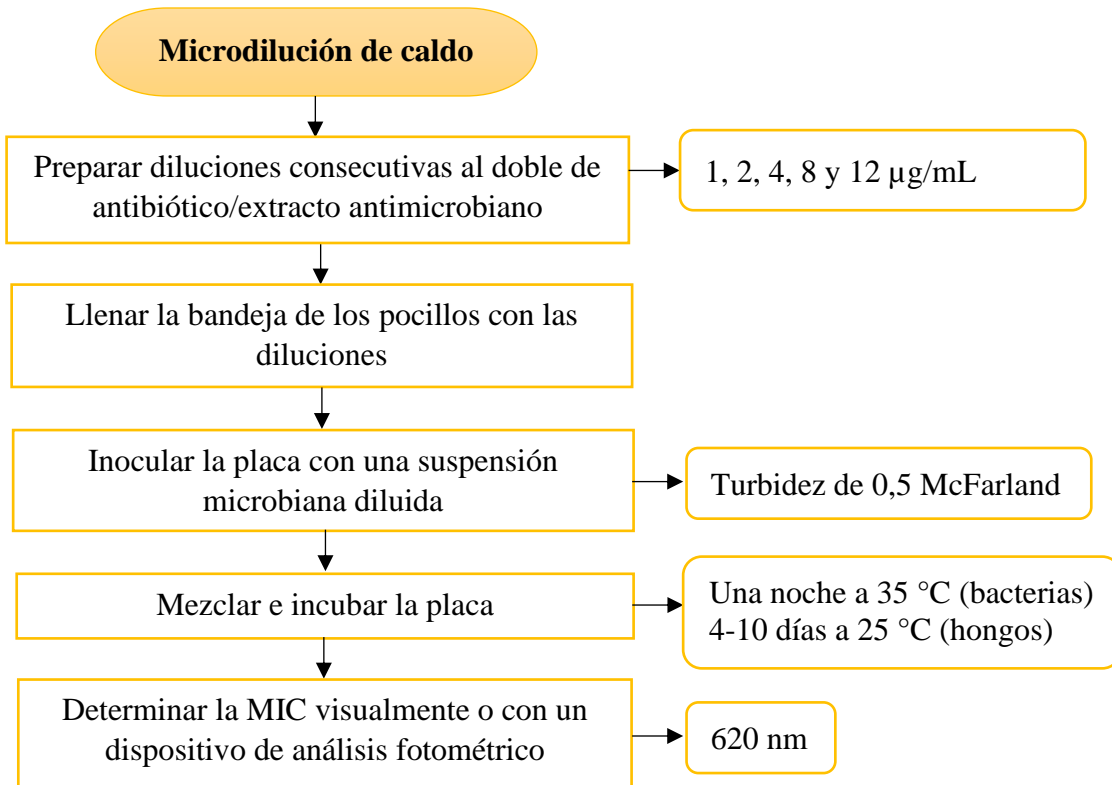 Microdilución de caldo
Preparar diluciones consecutivas al doble de
antibiótico/extracto antimicrobiano
1, 2, 4, 8 y 12 µg/mL
Llenar la bandeja de los pocillos con las
diluciones
Inocular la placa con una suspensión
microbiana diluida
Turbidez de 0,5 McFarland
Mezclar e incubar la placa
Una noche a 35 °C (bacterias)
4-10 días a 25 °C (hongos)
Determinar la MIC visualmente o con un
dispositivo de análisis fotométrico
620 nm